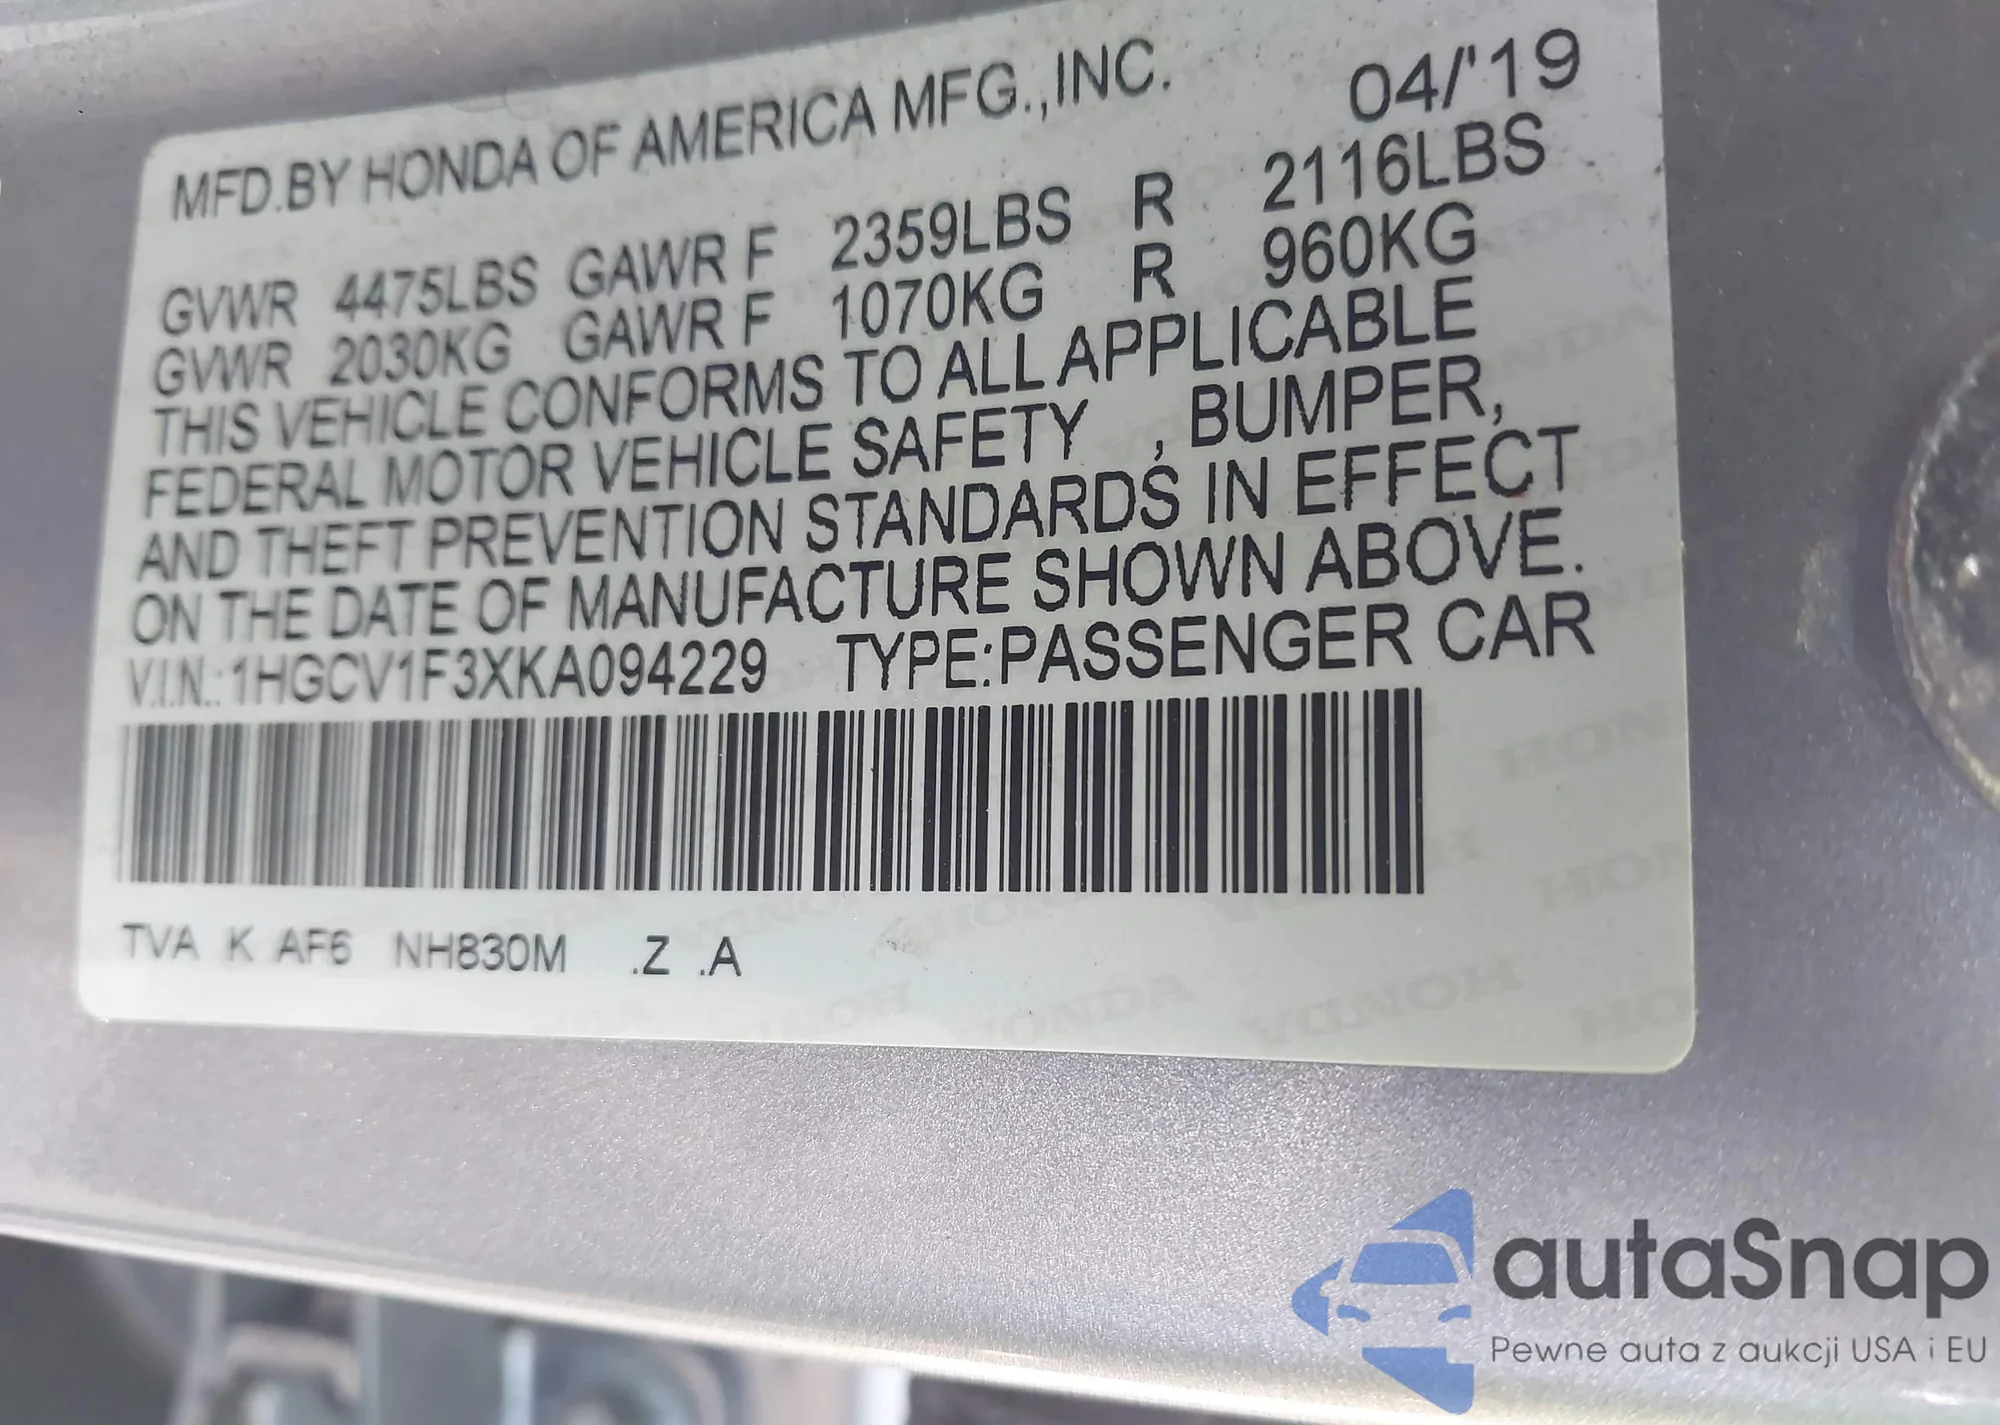 MFD.BY HONDA OF AMERICA MFG.,INC. 04/'19
GVWR 4475LBS GAWR F 2359LBS R 2116LBS
GVWR 2030KG GAWR F 1070KG R 960KG
THIS VEHICLE CONFORMS TO ALL APPLICABLE
FEDERAL MOTOR VEHICLE SAFETY , BUMPER,
AND THEFT PREVENTION STANDARDS IN EFFECT
ON THE DATE OF MANUFACTURE SHOWN ABOVE.
V.I.N.: 1HGCV1F3XKA094229 TYPE:PASSENGER CAR
TVA K AF6 NH830M .Z .A
autaSnap
Pewne auta z aukcji USA i EU